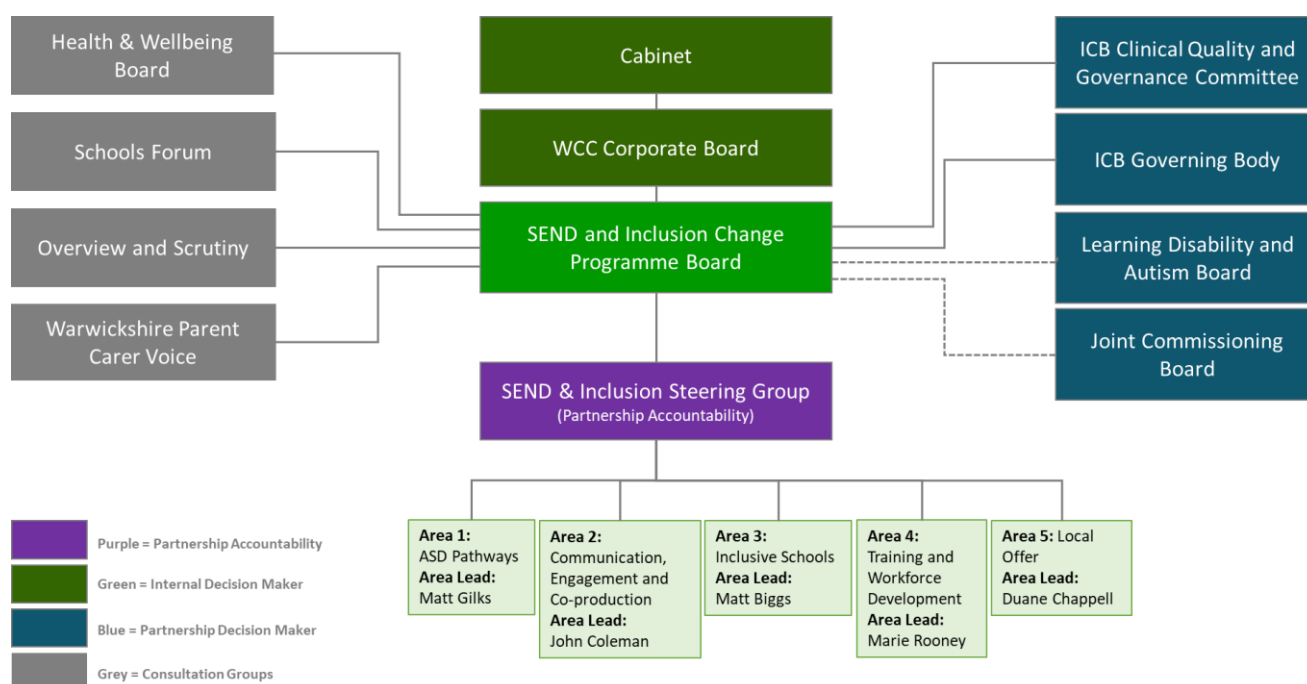 Health & Wellbeing
Board
Schools Forum
Overview and Scrutiny
Warwickshire Parent
Carer Voice
Cabinet
WCC Corporate Board
SEND and Inclusion Change
Programme Board
SEND & Inclusion Steering Group
(Partnership Accountability)
ICB Clinical Quality and
Governance Committee
ICB Governing Body
Learning Disability and
Autism Board
Joint Commissioning
Board
Area 1:
ASD Pathways
Area Lead:
Matt Gilks
Area 2:
Communication,
Engagement and
Co-production
Area Lead:
John Coleman
Area 3:
Inclusive Schools
Area Lead:
Matt Biggs
Area 4:
Training and
Workforce
Development
Area Lead:
Marie Rooney
Area 5: Local
Offer
Area Lead:
Duane Chappell
Purple = Partnership Accountability
Green = Internal Decision Maker
Blue = Partnership Decision Maker
Grey = Consultation Groups